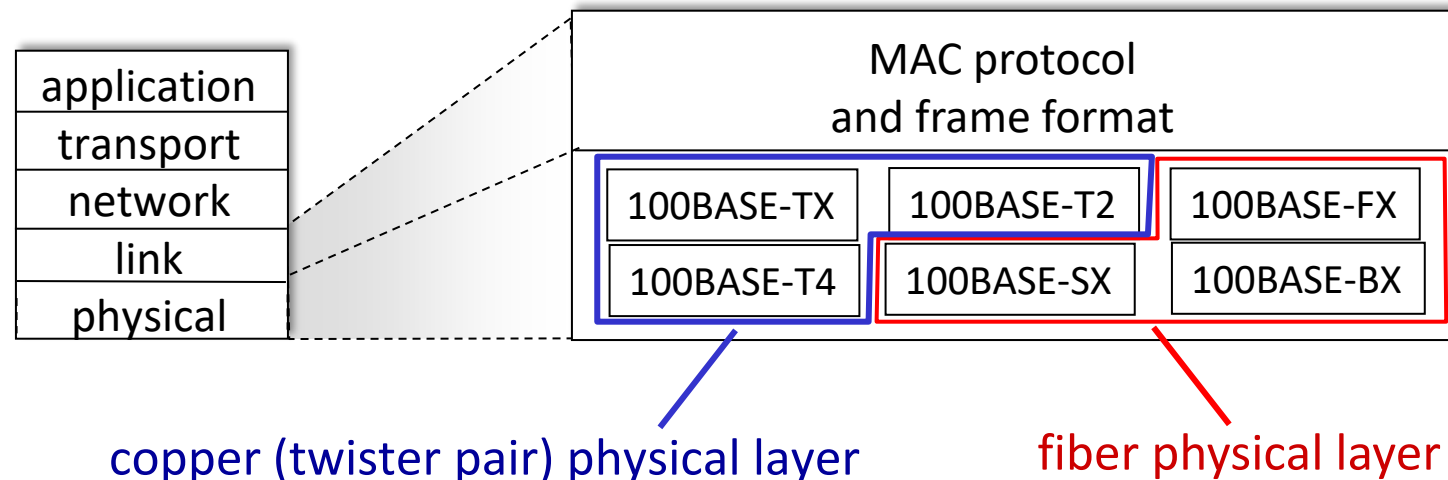 application
transport
network
link
physical
MAC protocol
and frame format
100BASE-TX
100BASE-T2
100BASE-FX
100BASE-T4
100BASE-SX
100BASE-BX
copper (twister pair) physical layer
fiber physical layer